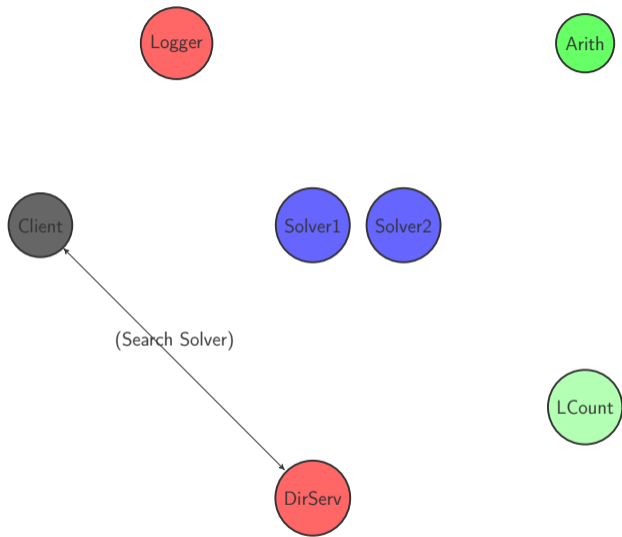 Logger
Arith
Client
Solver1
Solver2
(Search Solver)
LCount
DirServ